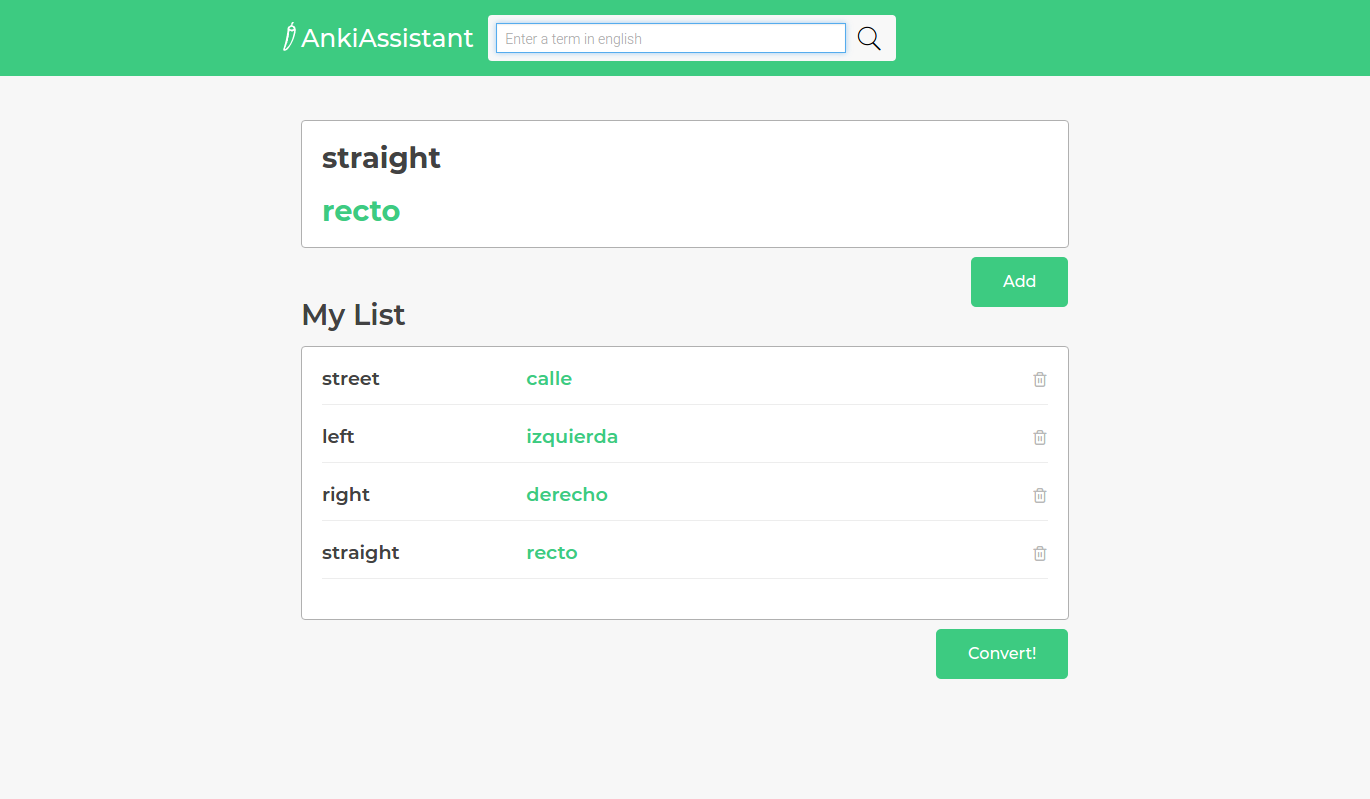 AnkiAssistant
Enter a term in english
straight
recto
Add
My List
street calle
left izquierda
right derecho
straight recto
Convert!